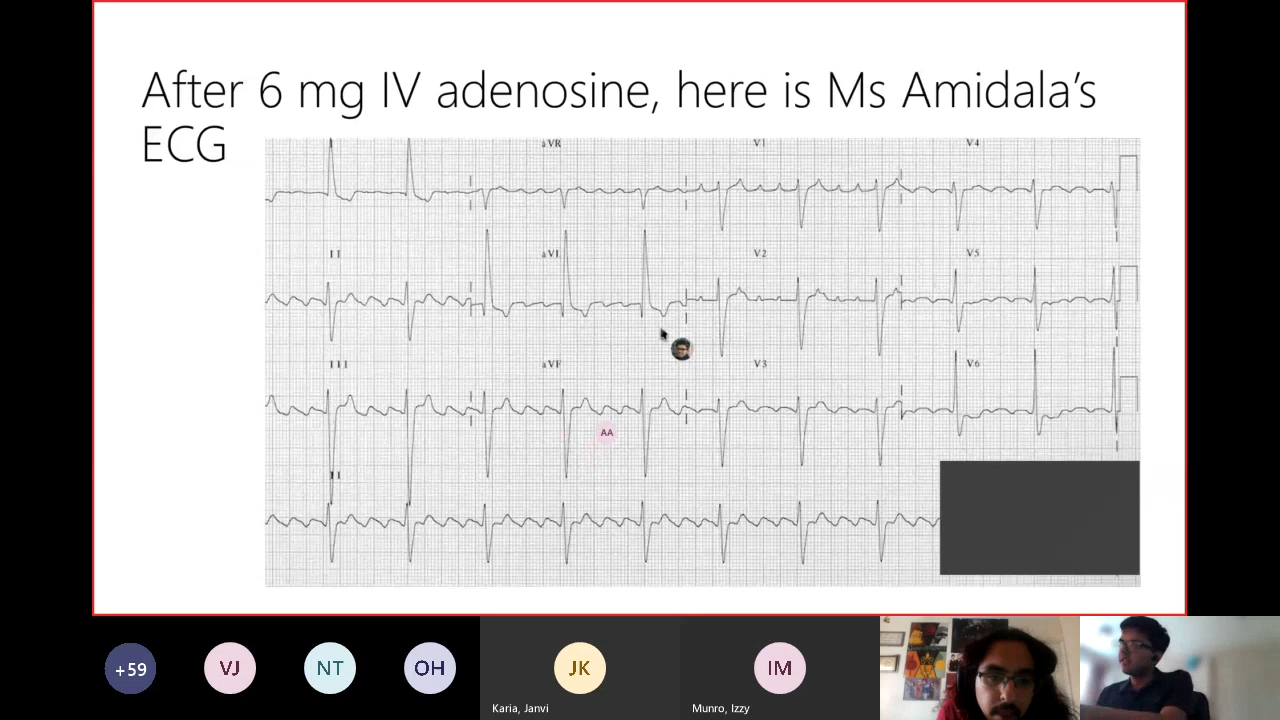 After 6 mg IV adenosine, here is Ms Amidala's
ECG
aVR
V1
V4
II
aVL
V2
V5
III
aVF
V3
V6
AA
II
+59
VJ
NT
OH
JK
IM
Karia, Janvi
Munro, Izzy